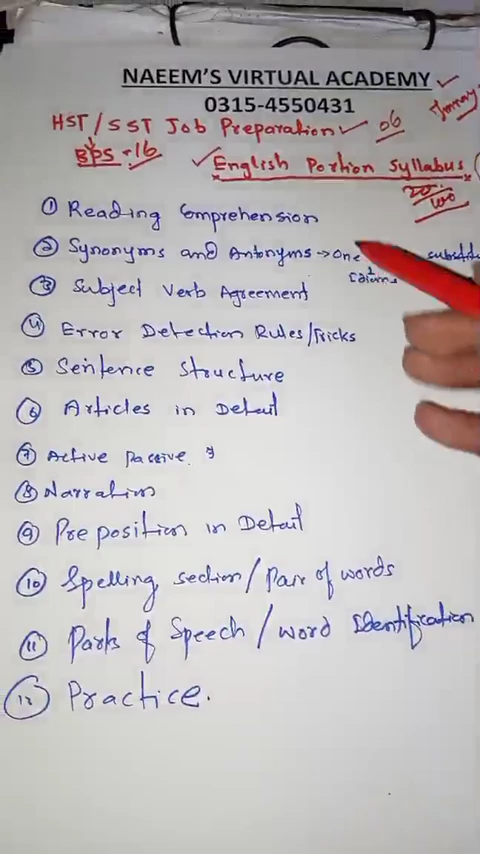 NAEEM'S VIRTUAL ACADEMY
0315-4550431
HST/SST Job Preparation 06
BPS-16
English Portion Syllabus
20
100
① Reading Comprehension
② Synonyms and Antonyms → One
③ Subject Verb Agreement
④ Error Detection Rules/Tricks
⑤ Sentence Structure
⑥ Articles in Detail
⑦ Active Passive
⑧ Narration
⑨ Preposition in Detail
⑩ Spelling section/Pair of words
⑪ Parts of Speech/word Identification
⑫ Practice.